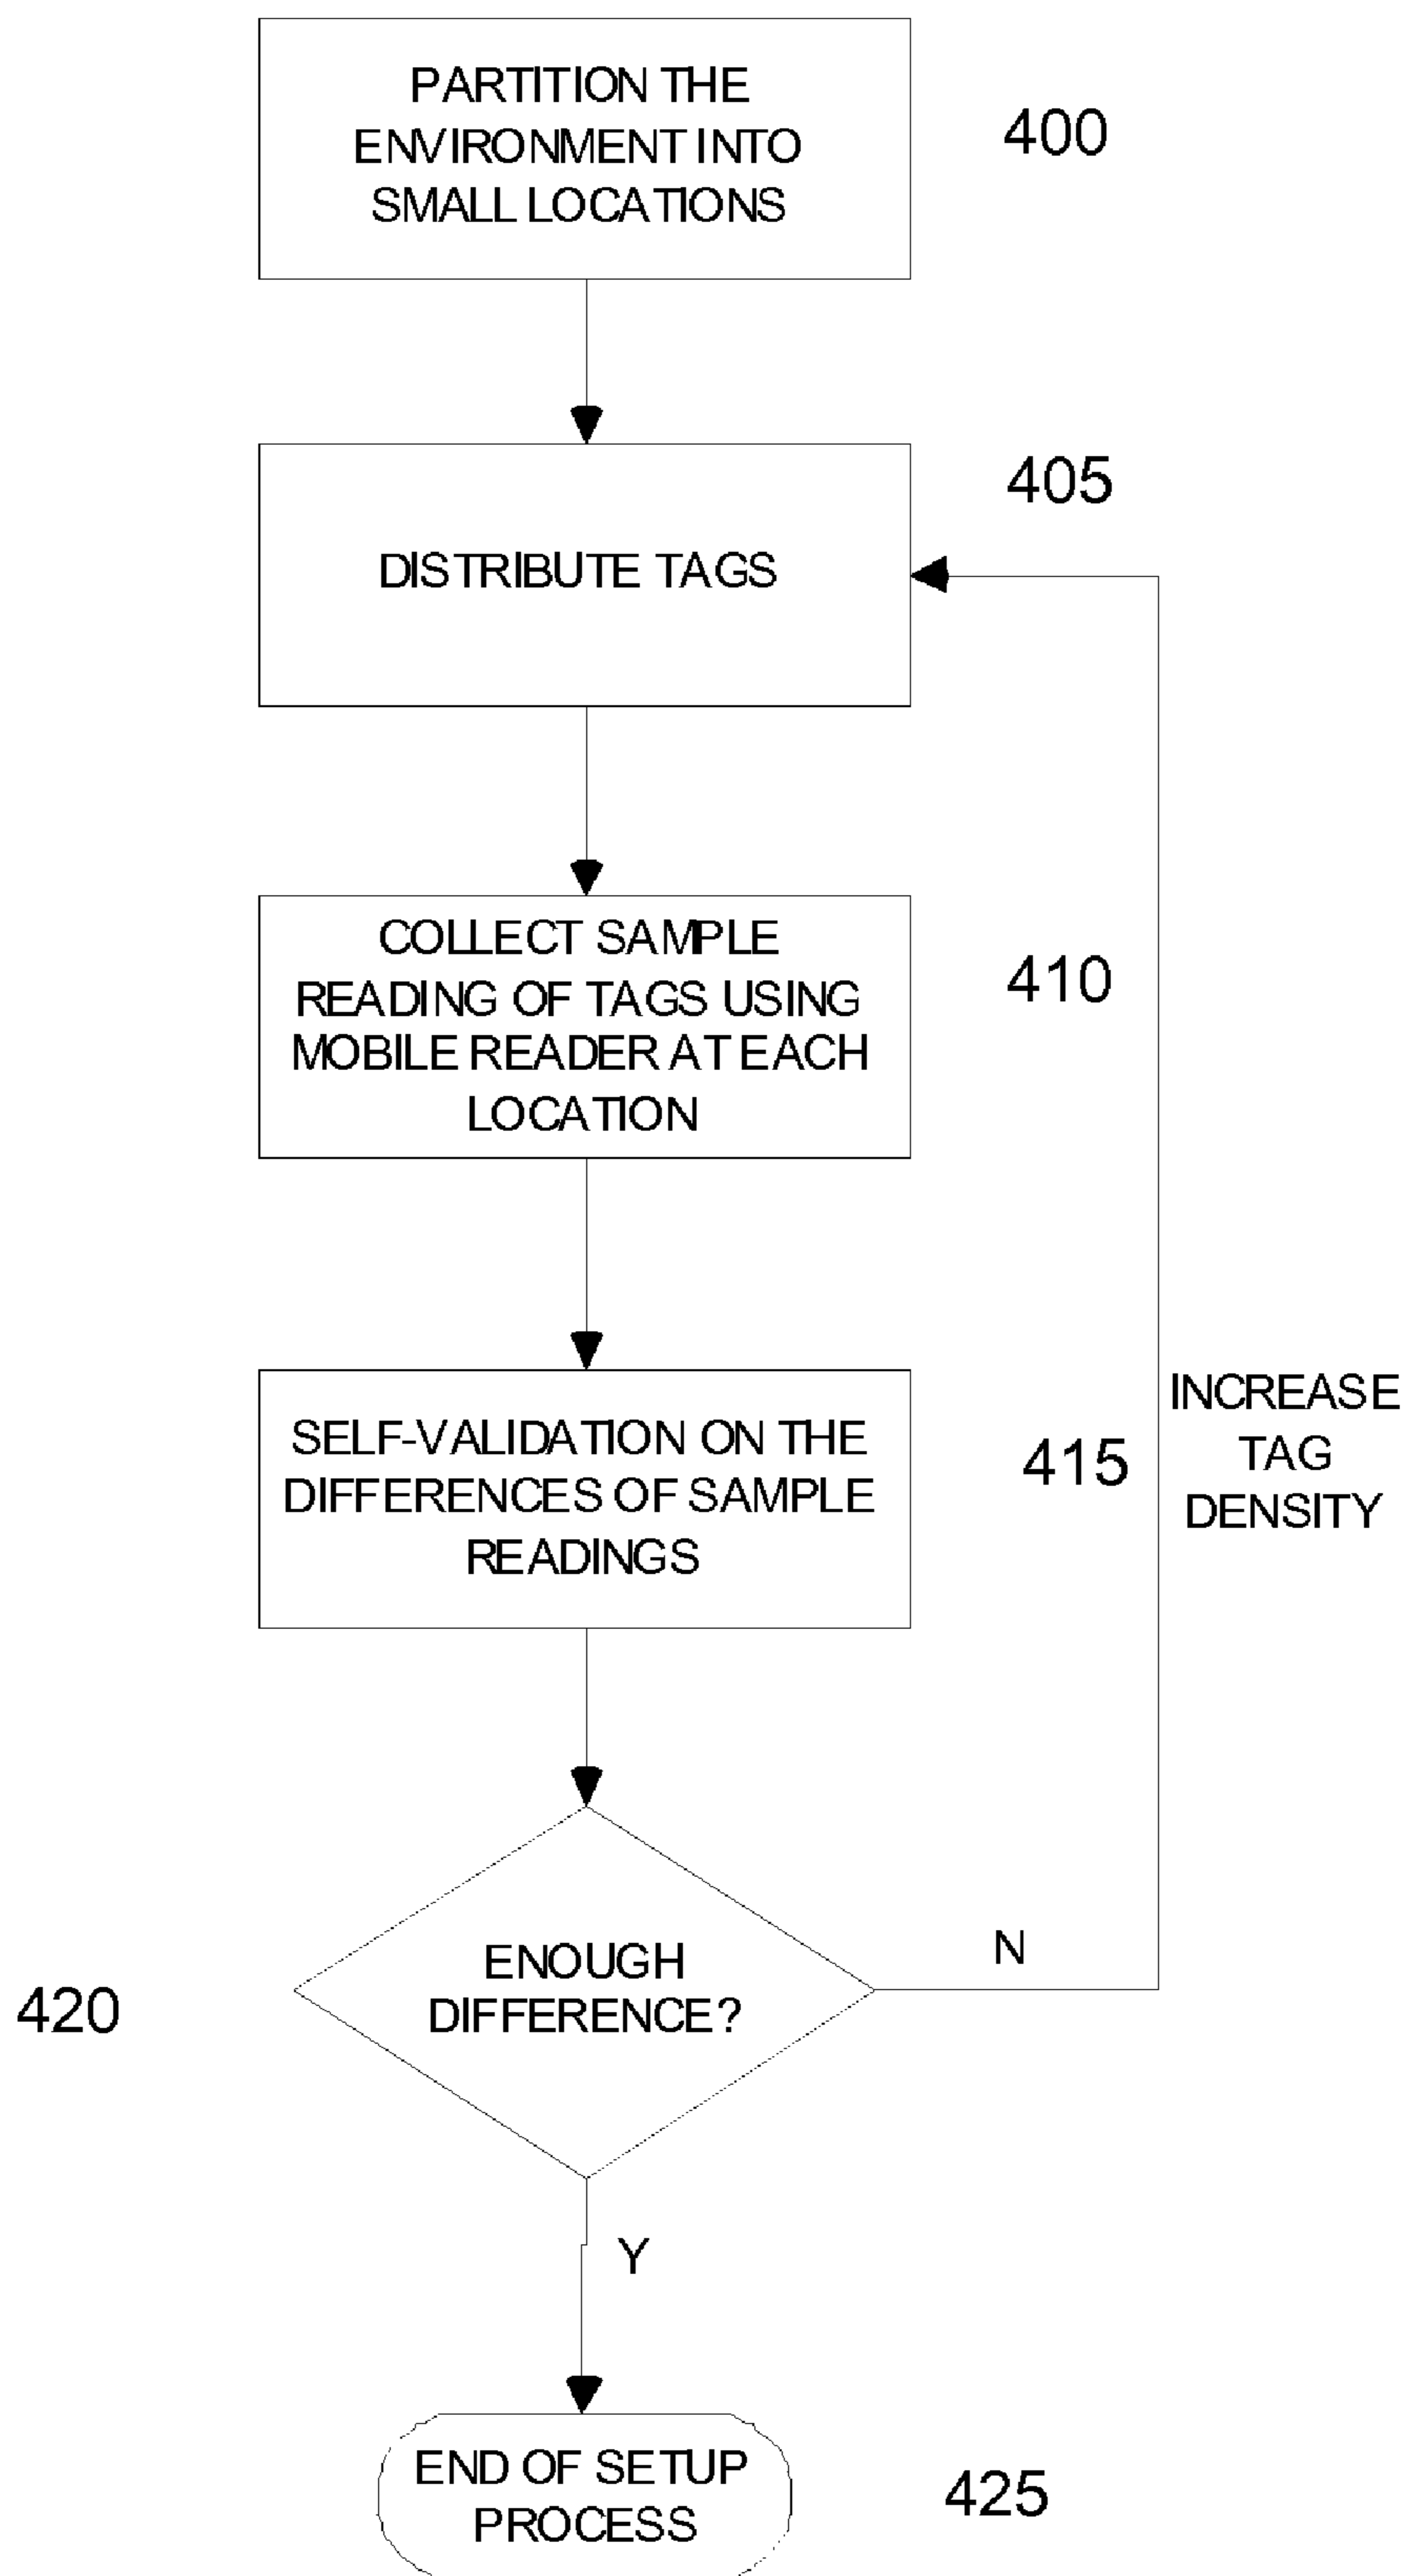 PARTITION THE
ENVIRONMENT INTO
SMALL LOCATIONS
400
405
DISTRIBUTE TAGS
COLLECT SAMPLE
READING OF TAGS USING
MOBILE READER AT EACH
LOCATION
410
INCREASE
TAG
DENSITY
SELF-VALIDATION ON THE
DIFFERENCES OF SAMPLE
READINGS
415
ENOUGH
DIFFERENCE?
N
420
Y
END OF SETUP
PROCESS
425